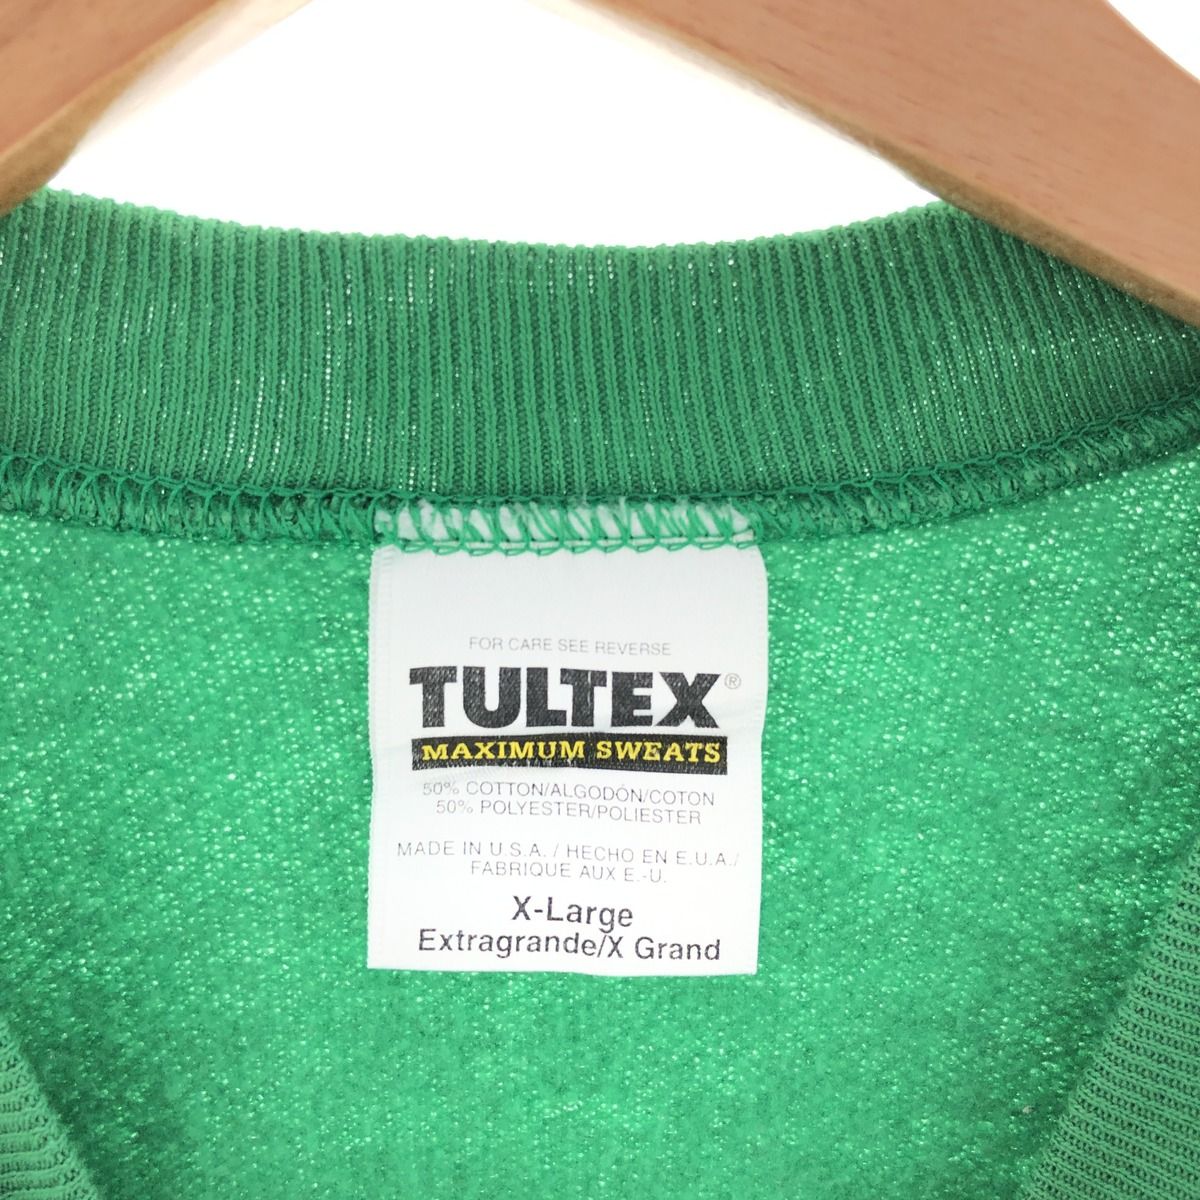 FOR CARE SEE REVERSE
TULTEX®
MAXIMUM SWEATS
50% COTTON/ALGODÓN/COTON
50% POLYESTER/POLIESTER
MADE IN U.S.A. / HECHO EN E.U.A./
FABRIQUE AUX E.-U.
X-Large
Extragrande/X Grand